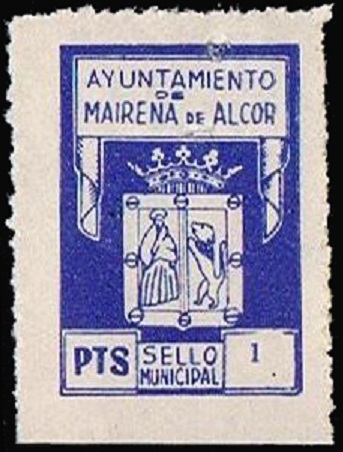 AYUNTAMIENTO
DE
MAIRENA DE ALCOR
PTS SELLO 1
MUNICIPAL